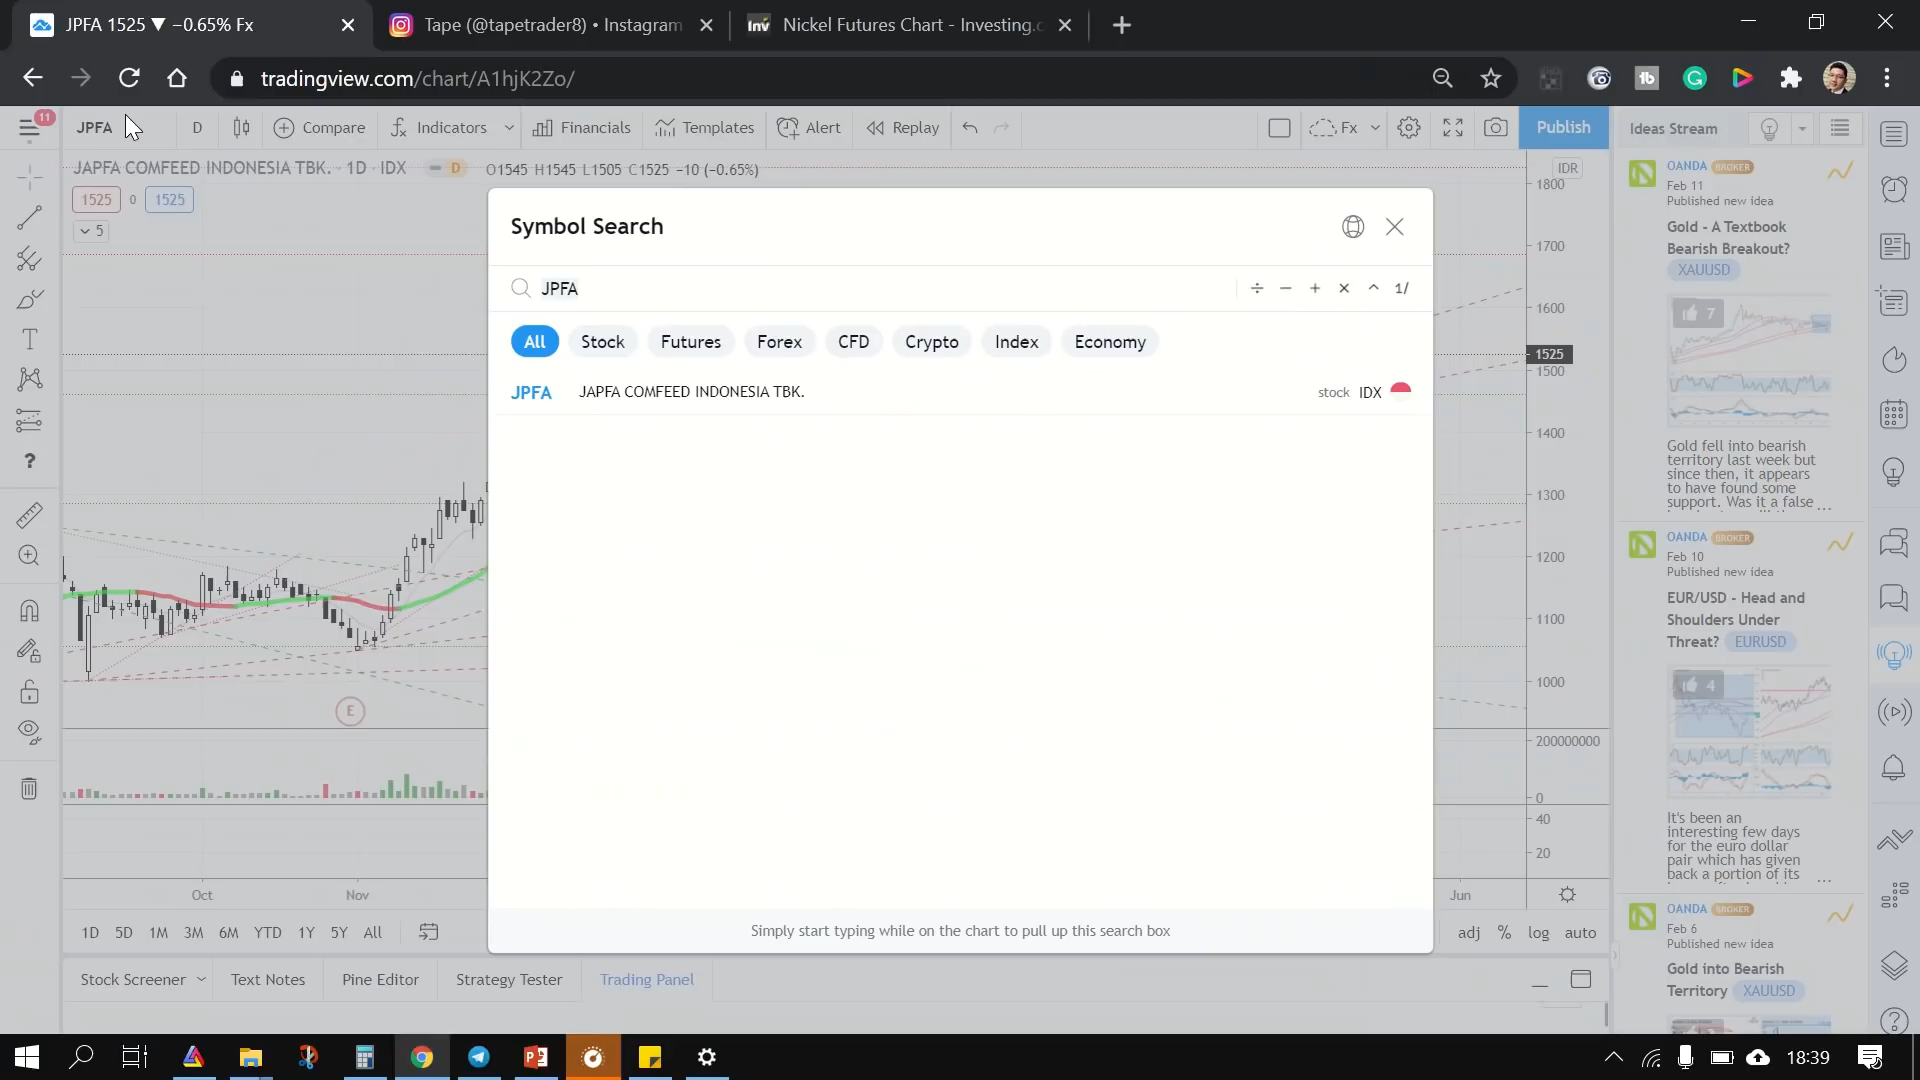 JPFA 1525 ▼ −0.65% Fx
Tape (@tapetrader8) • Instagram
Inv
Nickel Futures Chart - Investing.c
tradingview.com/chart/A1hjK2Zo/
11
JPFA
D
Compare
Indicators
Financials
Templates
Alert
Replay
Fx
Publish
Ideas Stream
JAPFA COMFEED INDONESIA TBK. · 1D · IDX
D
O1545 H1545 L1505 C1525 −10 (−0.65%)
1525
0
1525
5
Symbol Search
JPFA
÷ − + × ^ 1/
All
Stock
Futures
Forex
CFD
Crypto
Index
Economy
JPFA
JAPFA COMFEED INDONESIA TBK.
stock IDX
Simply start typing while on the chart to pull up this search box
IDR
1800
1700
1600
1525
1500
1400
1300
1200
1100
1000
200000000
0
40
20
E
Oct
Nov
Jun
1D
5D
1M
3M
6M
YTD
1Y
5Y
All
adj
%
log
auto
Stock Screener
Text Notes
Pine Editor
Strategy Tester
Trading Panel
OANDA BROKER
Feb 11
Published new idea
Gold - A Textbook
Bearish Breakout?
XAUUSD
7
Gold fell into bearish
territory last week but
since then, it appears
to have found some
support. Was it a false
...
OANDA BROKER
Feb 10
Published new idea
EUR/USD - Head and
Shoulders Under
Threat? EURUSD
4
It's been an
interesting few days
for the euro dollar
pair which has given
back a portion of its
...
OANDA BROKER
Feb 6
Published new idea
Gold into Bearish
Territory XAUUSD
18:39